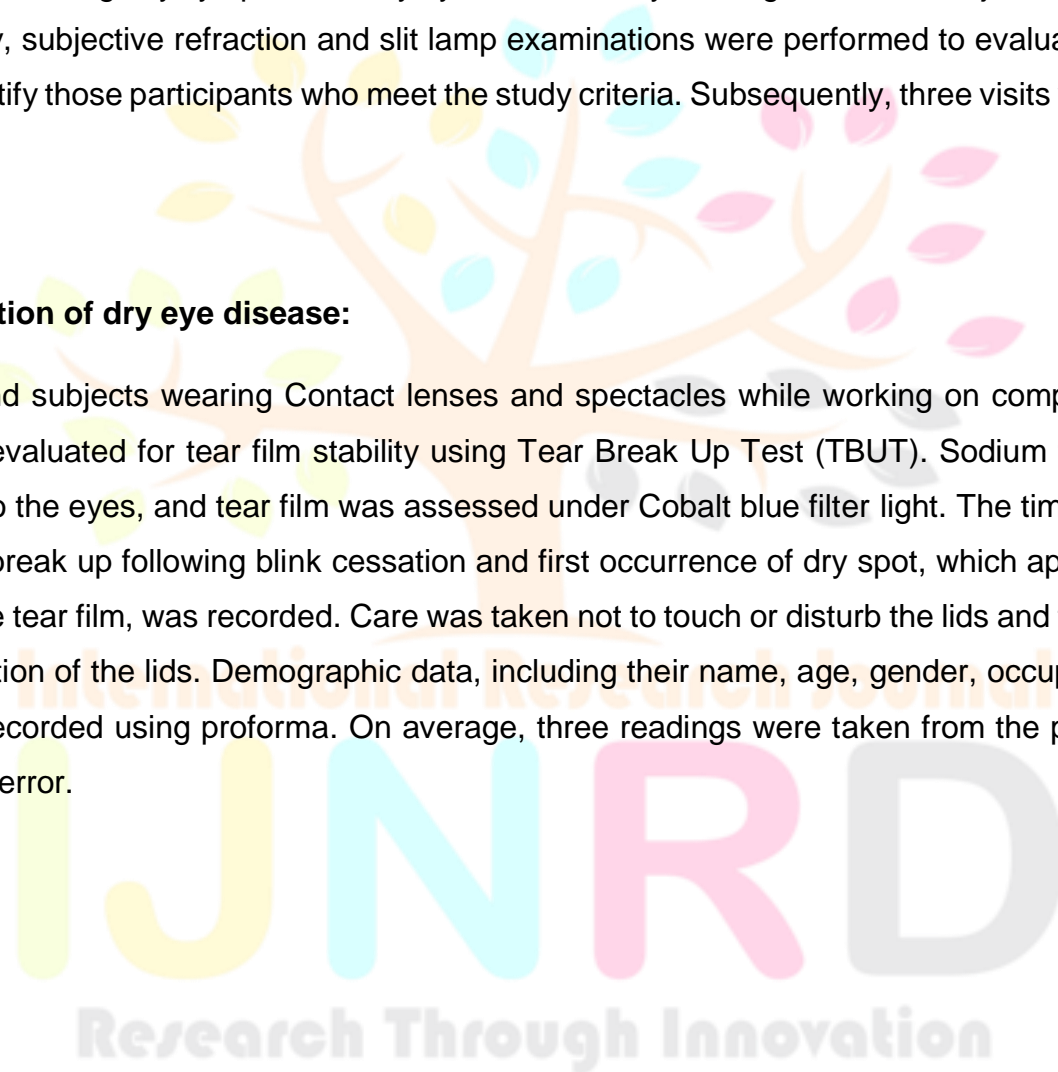 , subjective refraction and slit lamp examinations were performed to evalua
tify those participants who meet the study criteria. Subsequently, three visits
tion of dry eye disease:
nd subjects wearing Contact lenses and spectacles while working on comp
evaluated for tear film stability using Tear Break Up Test (TBUT). Sodium
o the eyes, and tear film was assessed under Cobalt blue filter light. The tim
break up following blink cessation and first occurrence of dry spot, which ap
e tear film, was recorded. Care was taken not to touch or disturb the lids and
tion of the lids. Demographic data, including their name, age, gender, occup
International Research Journal
ecorded using proforma. On average, three readings were taken from the p
error.
IJNRD
Research Through Innovation